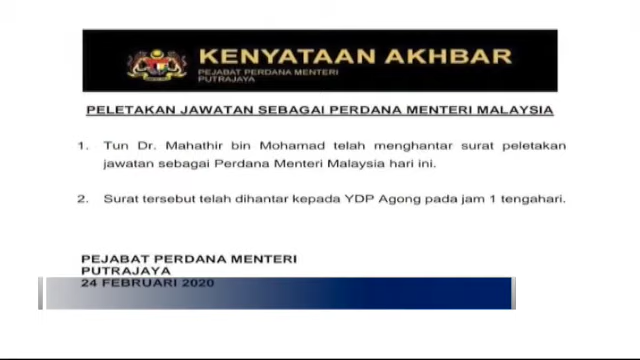 KENYATAAN AKHBAR
PEJABAT PERDANA MENTERI
PUTRAJAYA
PELETAKAN JAWATAN SEBAGAI PERDANA MENTERI MALAYSIA
1. Tun Dr. Mahathir bin Mohamad telah menghantar surat peletakan
jawatan sebagai Perdana Menteri Malaysia hari ini.
2. Surat tersebut telah dihantar kepada YDP Agong pada jam 1 tengahari.
PEJABAT PERDANA MENTERI
PUTRAJAYA
24 FEBRUARI 2020